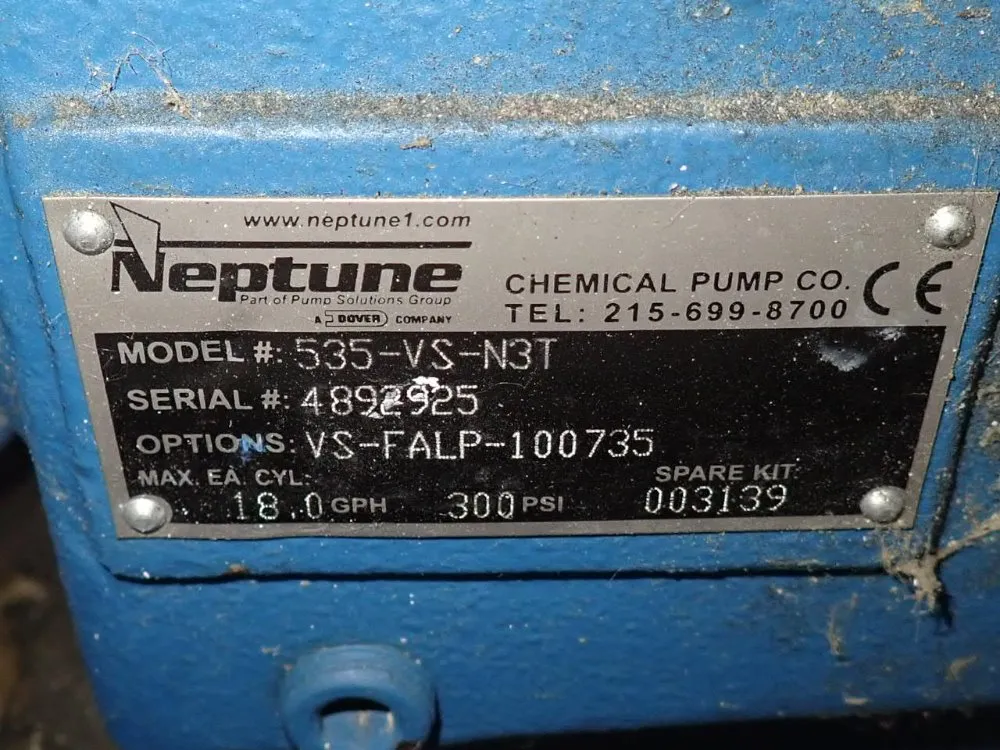 www.neptune1.com
Neptune
Part of Pump Solutions Group
A DOVER COMPANY
CHEMICAL PUMP CO.
TEL: 215-699-8700
CE
MODEL #: 535-VS-N3T
SERIAL #: 4892925
OPTIONS: VS-FALP-100735
MAX. EA. CYL: SPARE KIT
18.0 GPH 300 PSI 003139